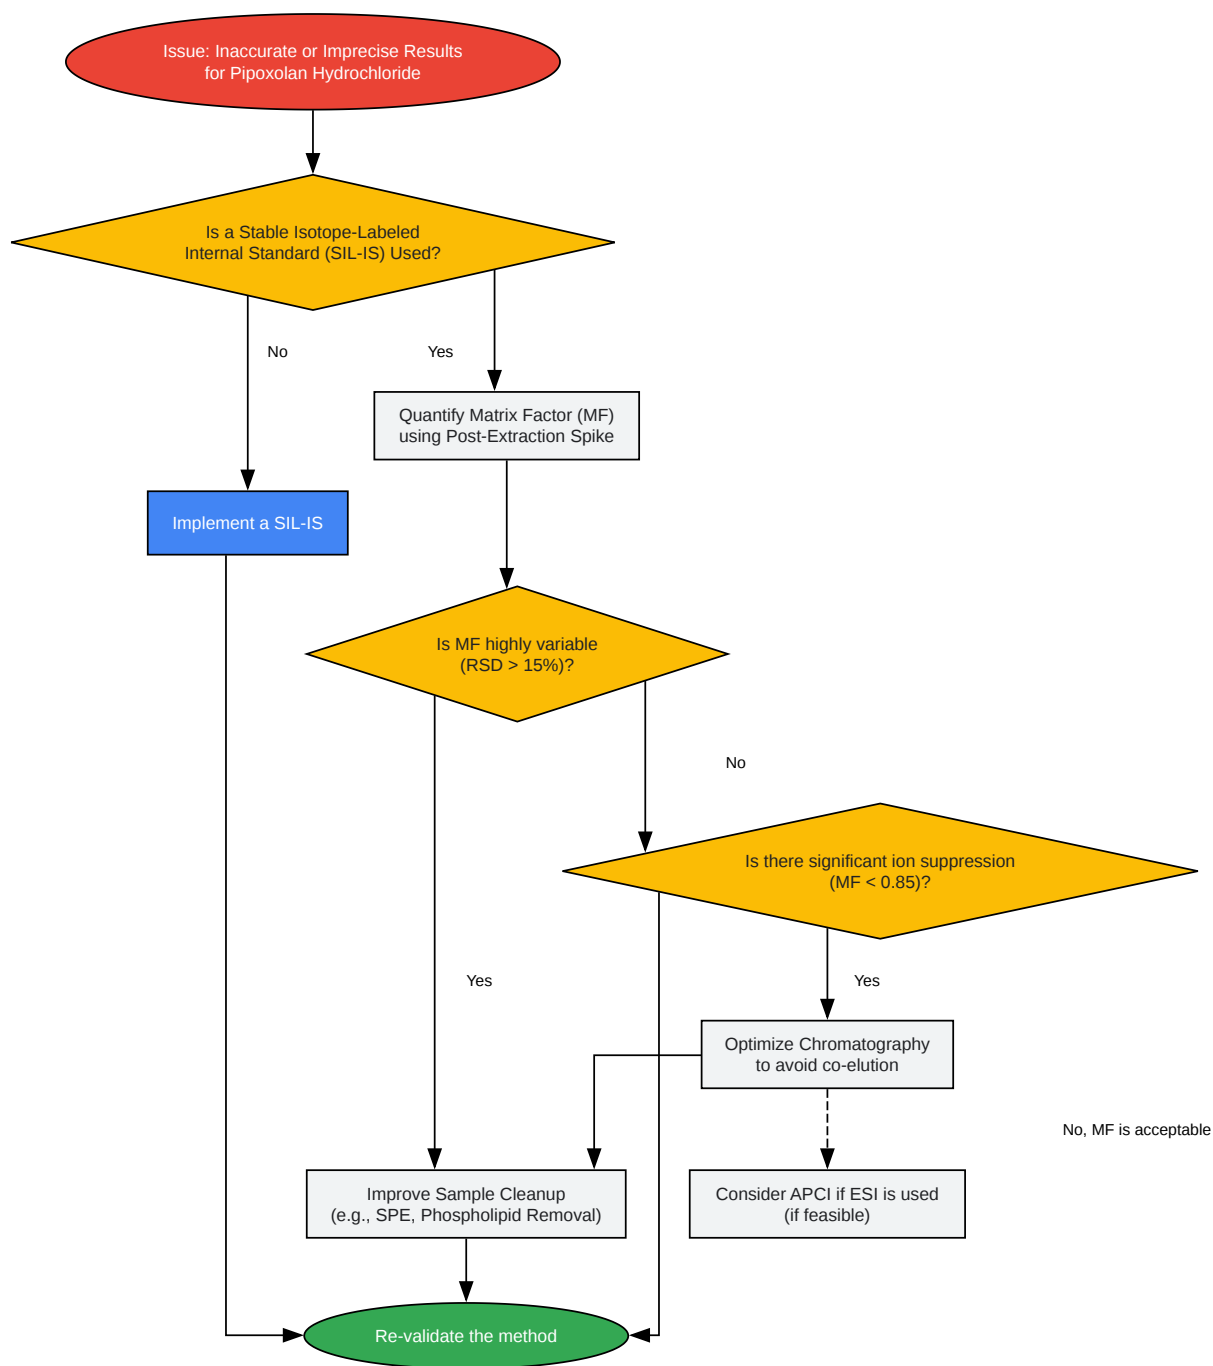 Issue: Inaccurate or Imprecise Results
for Pipoxolan Hydrochloride
Is a Stable Isotope-Labeled
Internal Standard (SIL-IS) Used?
No
Yes
Quantify Matrix Factor (MF)
using Post-Extraction Spike
Implement a SIL-IS
Is MF highly variable
(RSD > 15%)?
No
Is there significant ion suppression
(MF < 0.85)?
Yes
Yes
Optimize Chromatography
to avoid co-elution
No, MF is acceptable
Improve Sample Cleanup
(e.g., SPE, Phospholipid Removal)
Consider APCI if ESI is used
(if feasible)
Re-validate the method